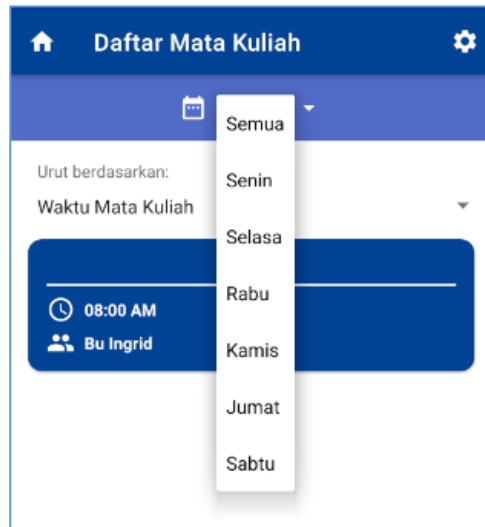 Daftar Mata Kuliah
Semua
Senin
Selasa
Rabu
Kamis
Jumat
Sabtu
Urut berdasarkan:
Waktu Mata Kuliah
08:00 AM
Bu Ingrid